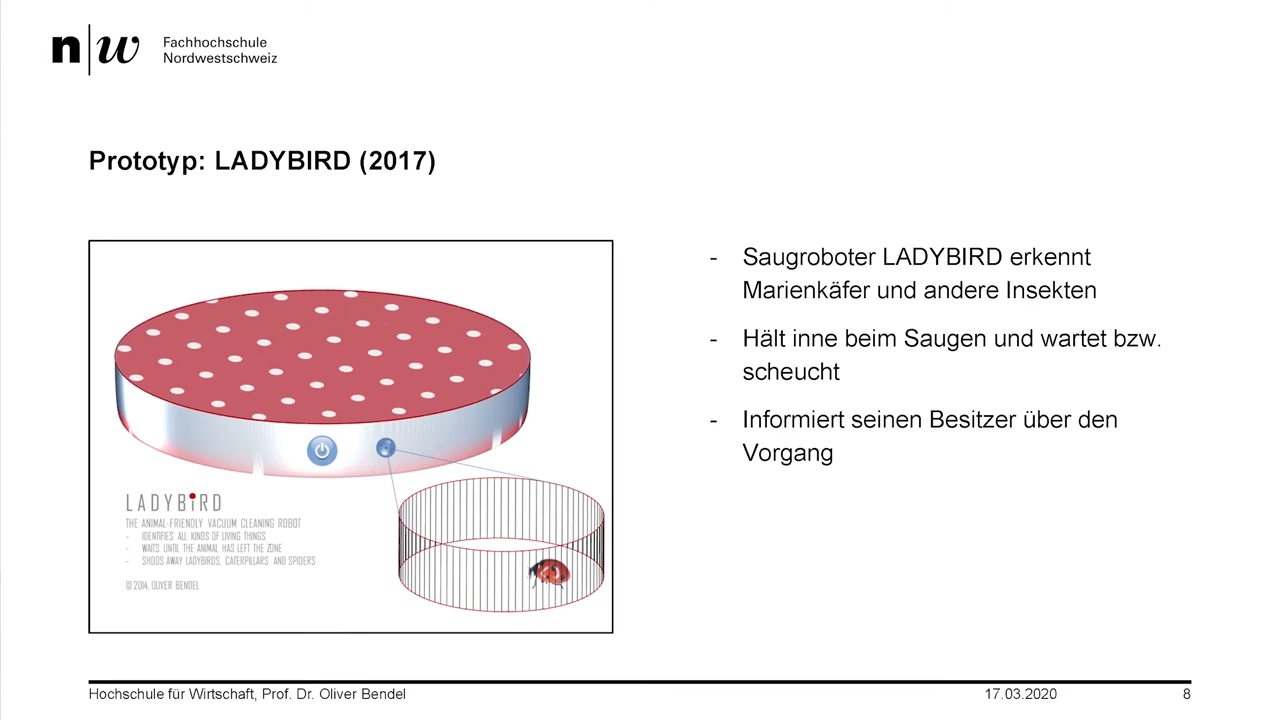 n|w Fachhochschule
Nordwestschweiz
Prototyp: LADYBIRD (2017)
LADYBiRD
THE ANIMAL-FRIENDLY VACUUM CLEANING ROBOT
- IDENTIFIES ALL KINDS OF LIVING THINGS
- WAITS UNTIL THE ANIMAL HAS LEFT THE ZONE
- SHOOS AWAY LADYBIRDS, CATERPILLARS AND SPIDERS
© 2014, OLIVER BENDEL
- Saugroboter LADYBIRD erkennt
Marienkäfer und andere Insekten
- Hält inne beim Saugen und wartet bzw.
scheucht
- Informiert seinen Besitzer über den
Vorgang
Hochschule für Wirtschaft, Prof. Dr. Oliver Bendel 17.03.2020 8